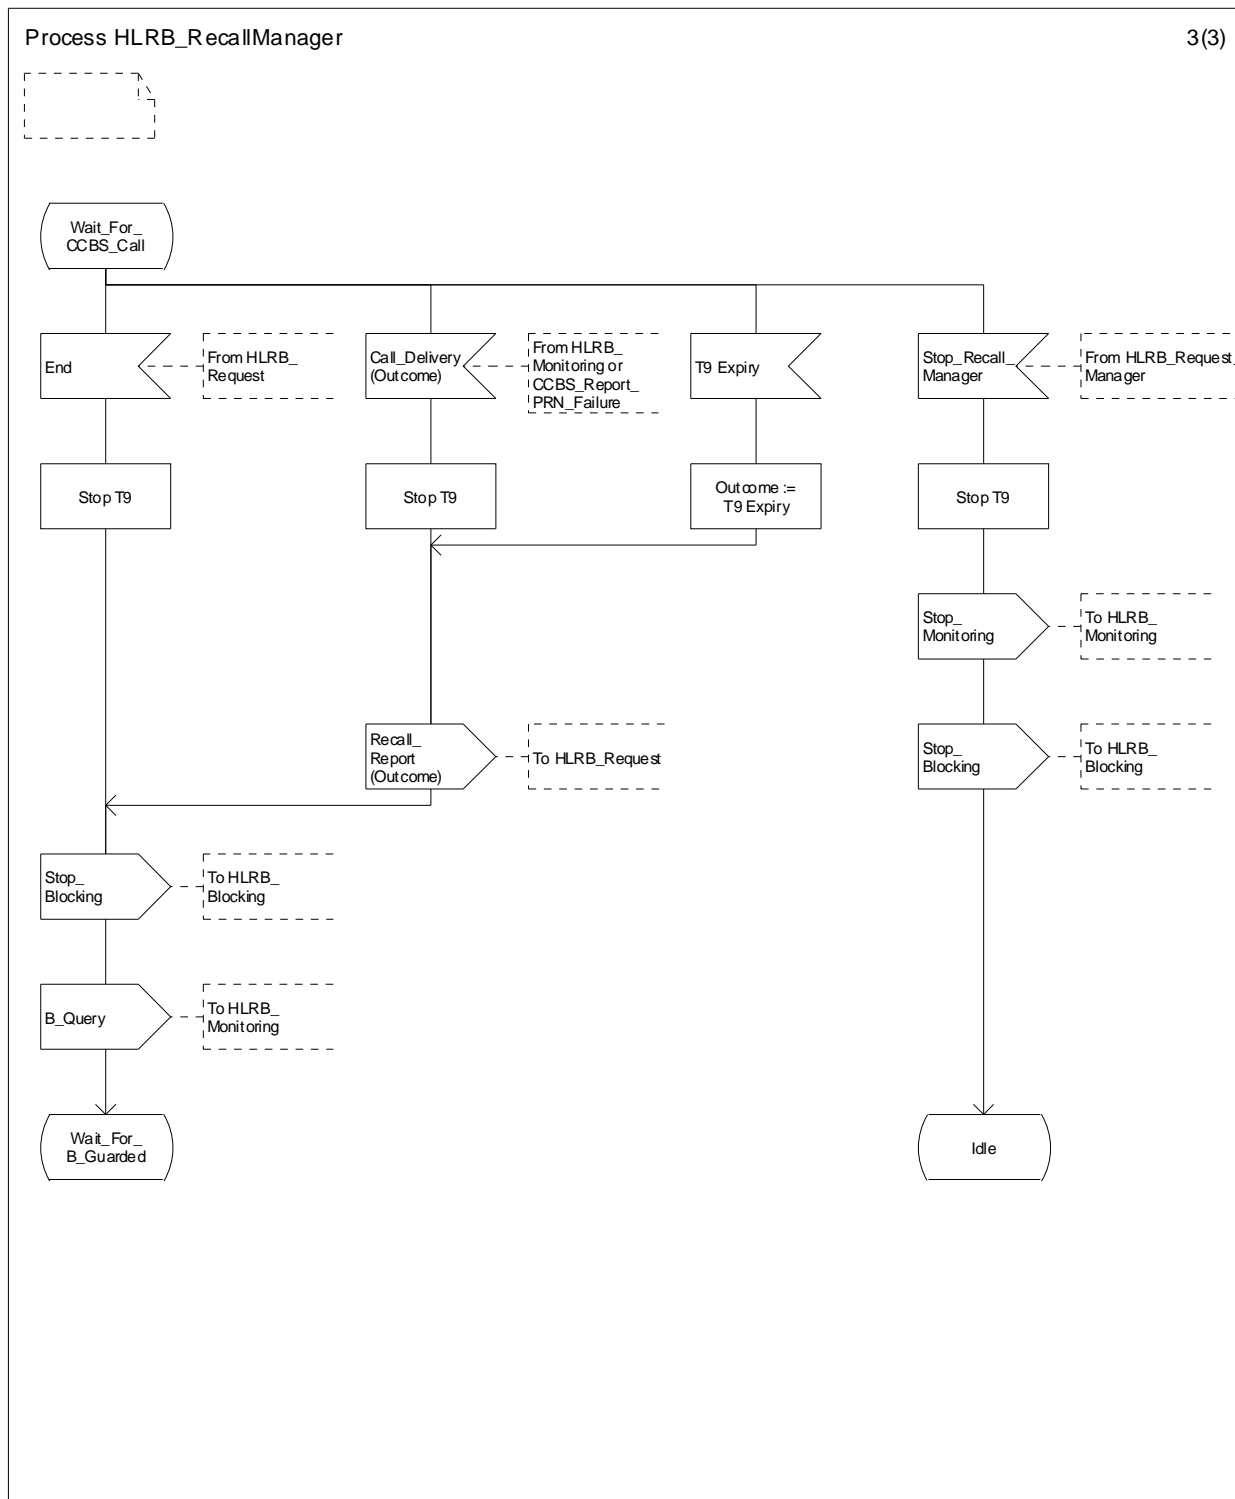 Process HLRB_RecallManager
3(3)
Wait_For_
CCBS_Call
End
From HLRB_
Request
Call_Delivery
(Outcome)
From HLRB_
Monitoring or
CCBS_Report_
PRN_Failure
T9 Expiry
Stop_Recall_
Manager
From HLRB_Request_
Manager
Stop T9
Stop T9
Outcome :=
T9 Expiry
Stop T9
Stop_
Monitoring
To HLRB_
Monitoring
Recall_
Report
(Outcome)
To HLRB_Request
Stop_
Blocking
To HLRB_
Blocking
Stop_
Blocking
To HLRB_
Blocking
B_Query
To HLRB_
Monitoring
Wait_For_
B_Guarded
Idle